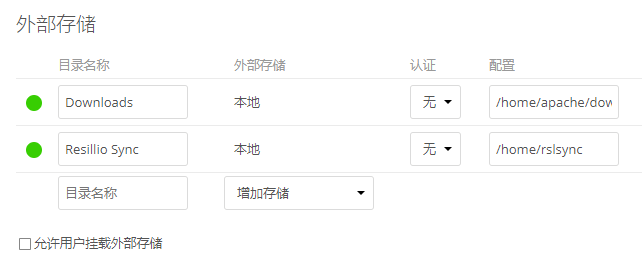 外部存储
目录名称 外部存储 认证 配置
Downloads 本地 无 /home/apache/dow
Resillio Sync 本地 无 /home/rslsync
目录名称 增加存储
允许用户挂载外部存储